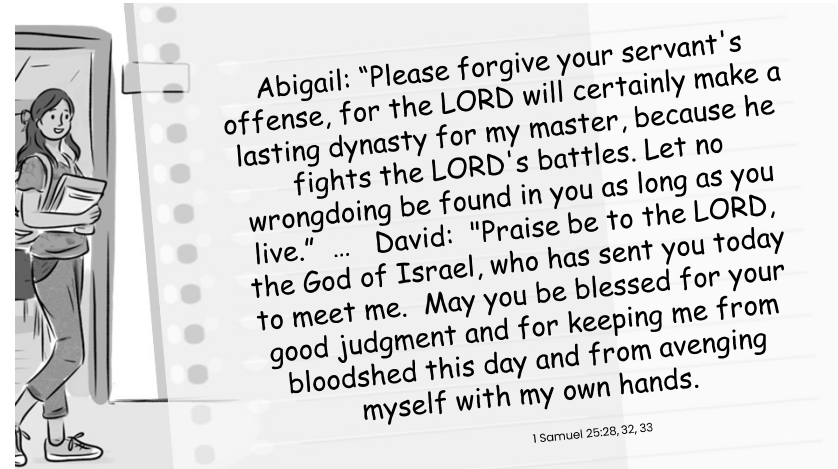 Abigail: “Please forgive your servant's
offense, for the LORD will certainly make a
lasting dynasty for my master, because he
fights the LORD's battles. Let no
wrongdoing be found in you as long as you
live.” ... David: "Praise be to the LORD,
the God of Israel, who has sent you today
to meet me. May you be blessed for your
good judgment and for keeping me from
bloodshed this day and from avenging
myself with my own hands.
1 Samuel 25:28, 32, 33